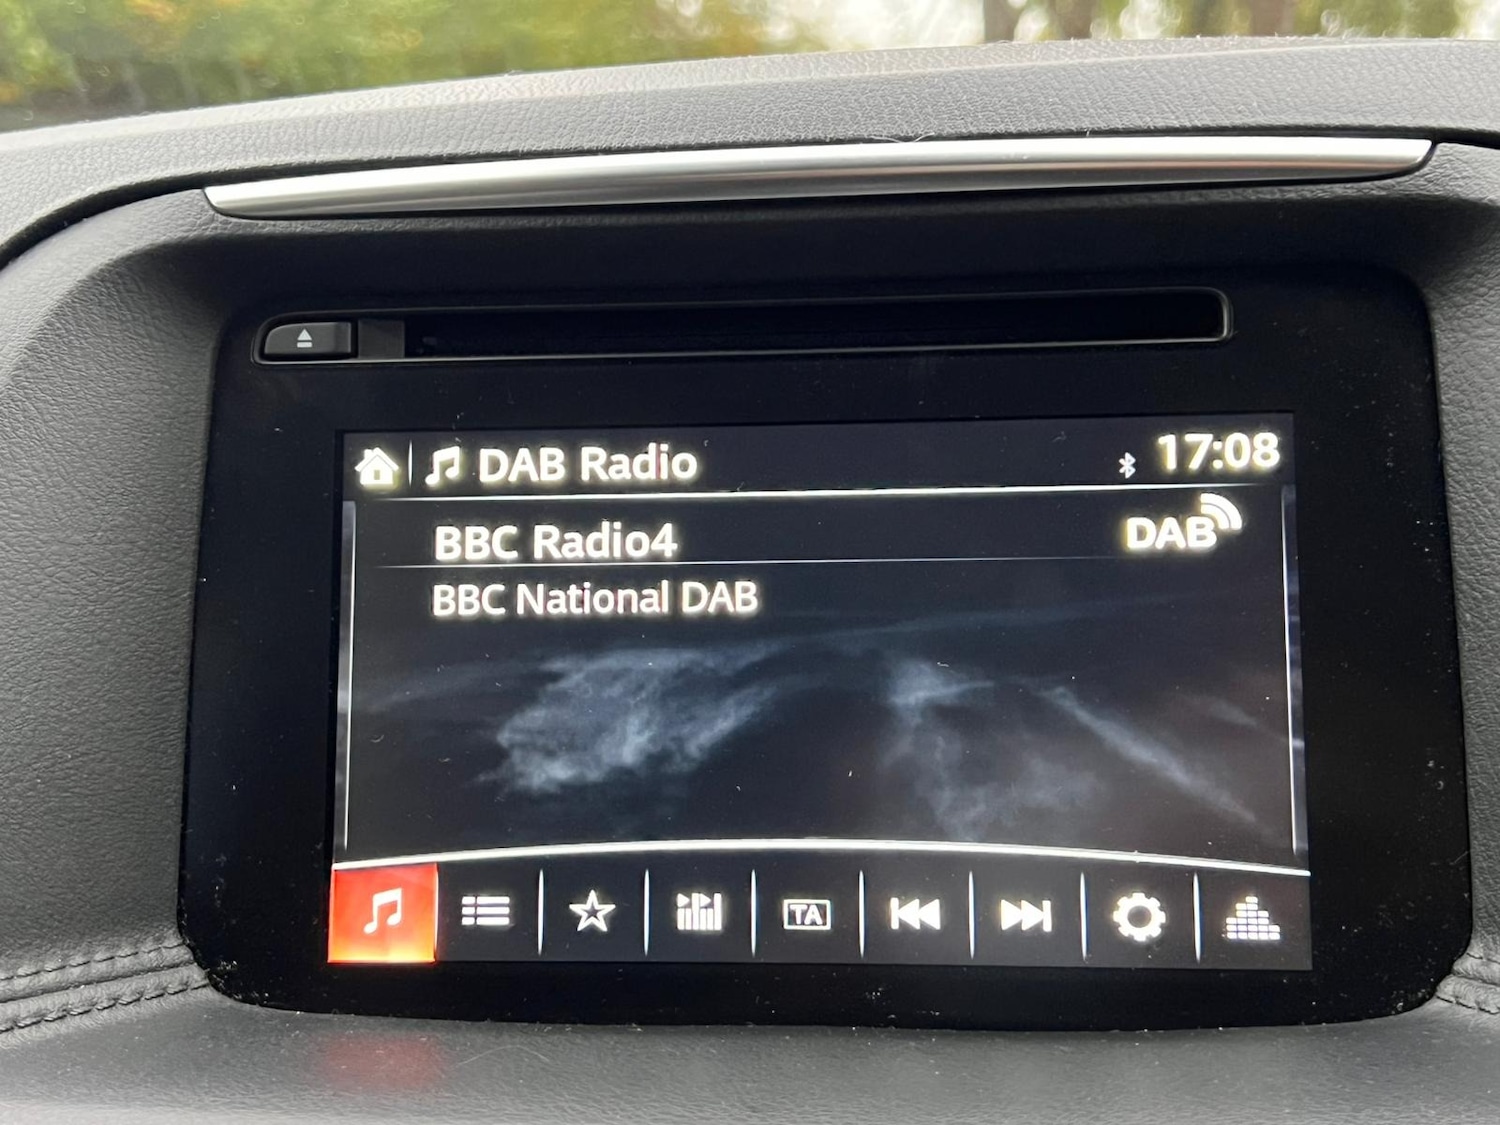 DAB Radio 17:08
BBC Radio4 DAB
BBC National DAB
TA